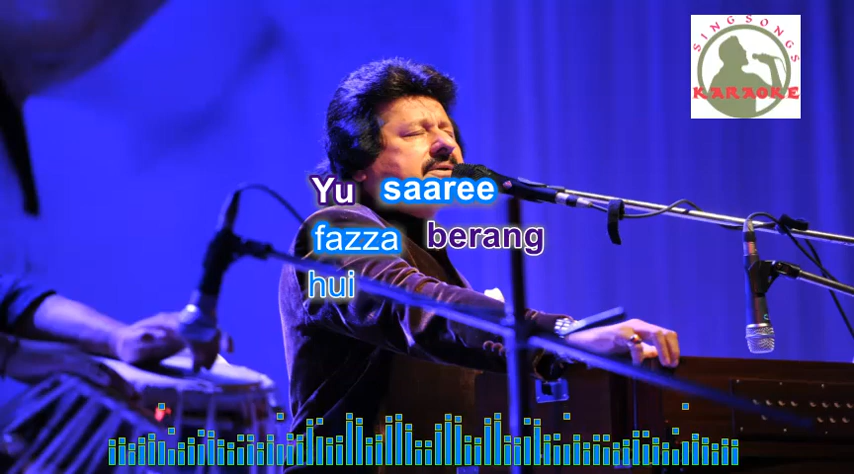 SINGSONGS
KARAOKE
Yu saaree
fazza berang
hui